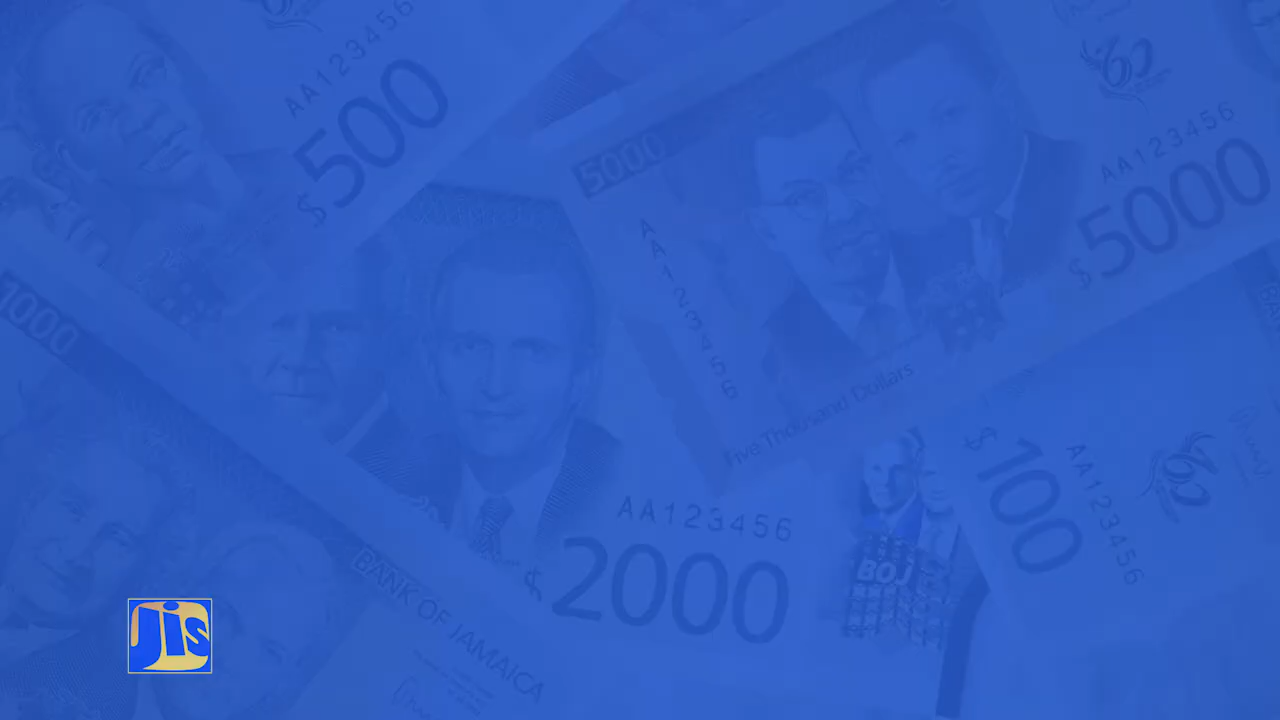 AA123456
$500
5000
AA123456
$5000
AA123456
Five Thousand Dollars
1000
AA123456
$2000
BOJ
$100
AA123456
BANK OF JAMAICA
Jis